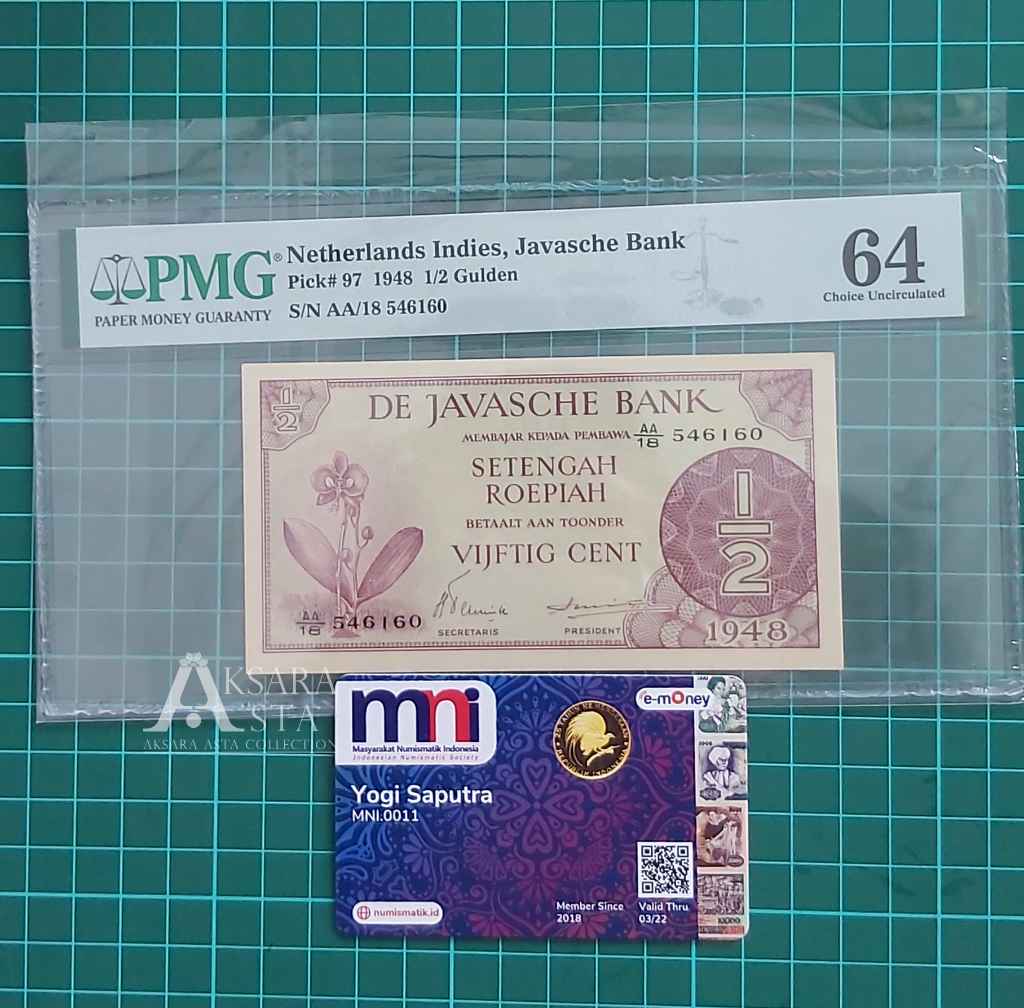 PMG®
PAPER MONEY GUARANTY
Netherlands Indies, Javasche Bank
Pick# 97 1948 1/2 Gulden
S/N AA/18 546160
64
Choice Uncirculated
1/2
DE JAVASCHE BANK
MEMBAJAR KEPADA PEMBAWA AA/18 546160
SETENGAH
ROEPIAH
BETAALT AAN TOONDER
VIJFTIG CENT
1/2
AA/18 546160
SECRETARIS
PRESIDENT
1948
AKSARA
ASTA
AKSARA ASTA COLLECTION
mni
Masyarakat Numismatik Indonesia
Indonesian Numismatic Society
e-money
Yogi Saputra
MNI.0011
numismatik.id
Member Since
2018
Valid Thru
03/22